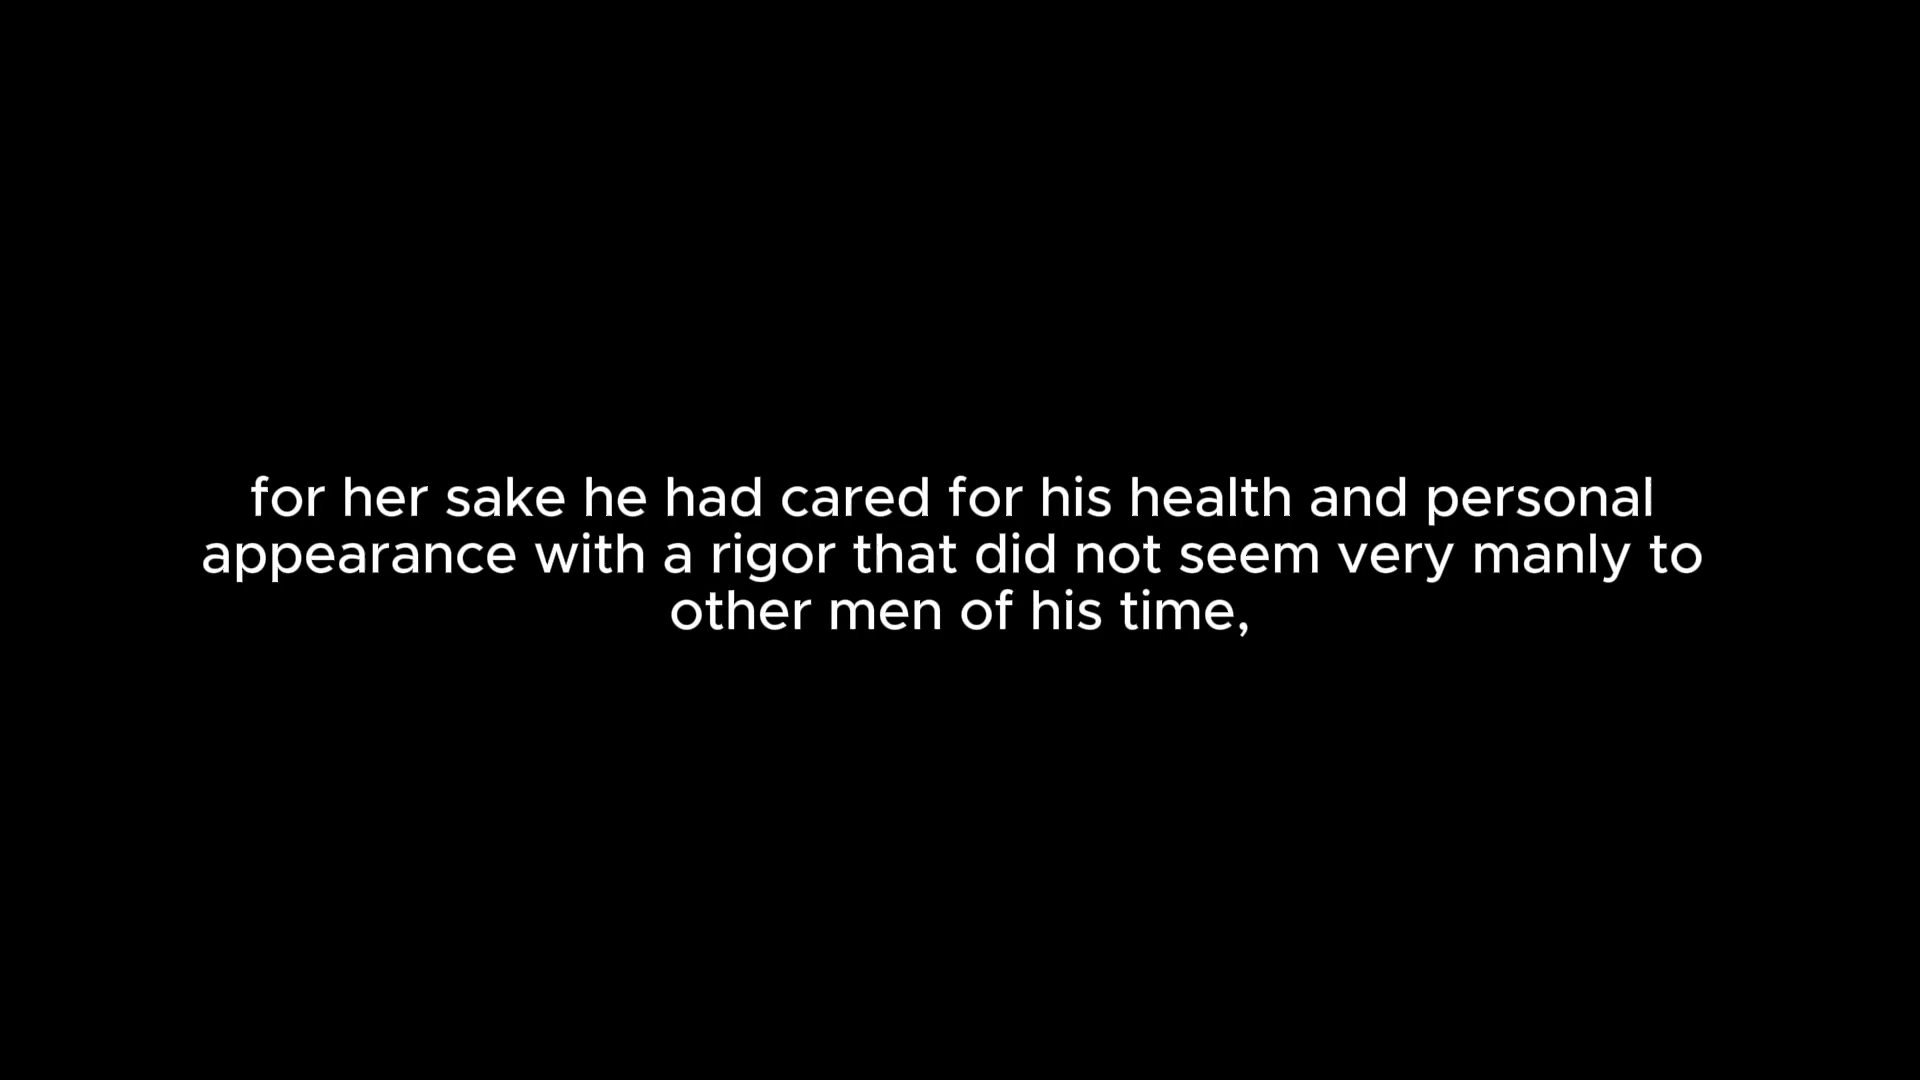 for her sake he had cared for his health and personal
appearance with a rigor that did not seem very manly to
other men of his time,